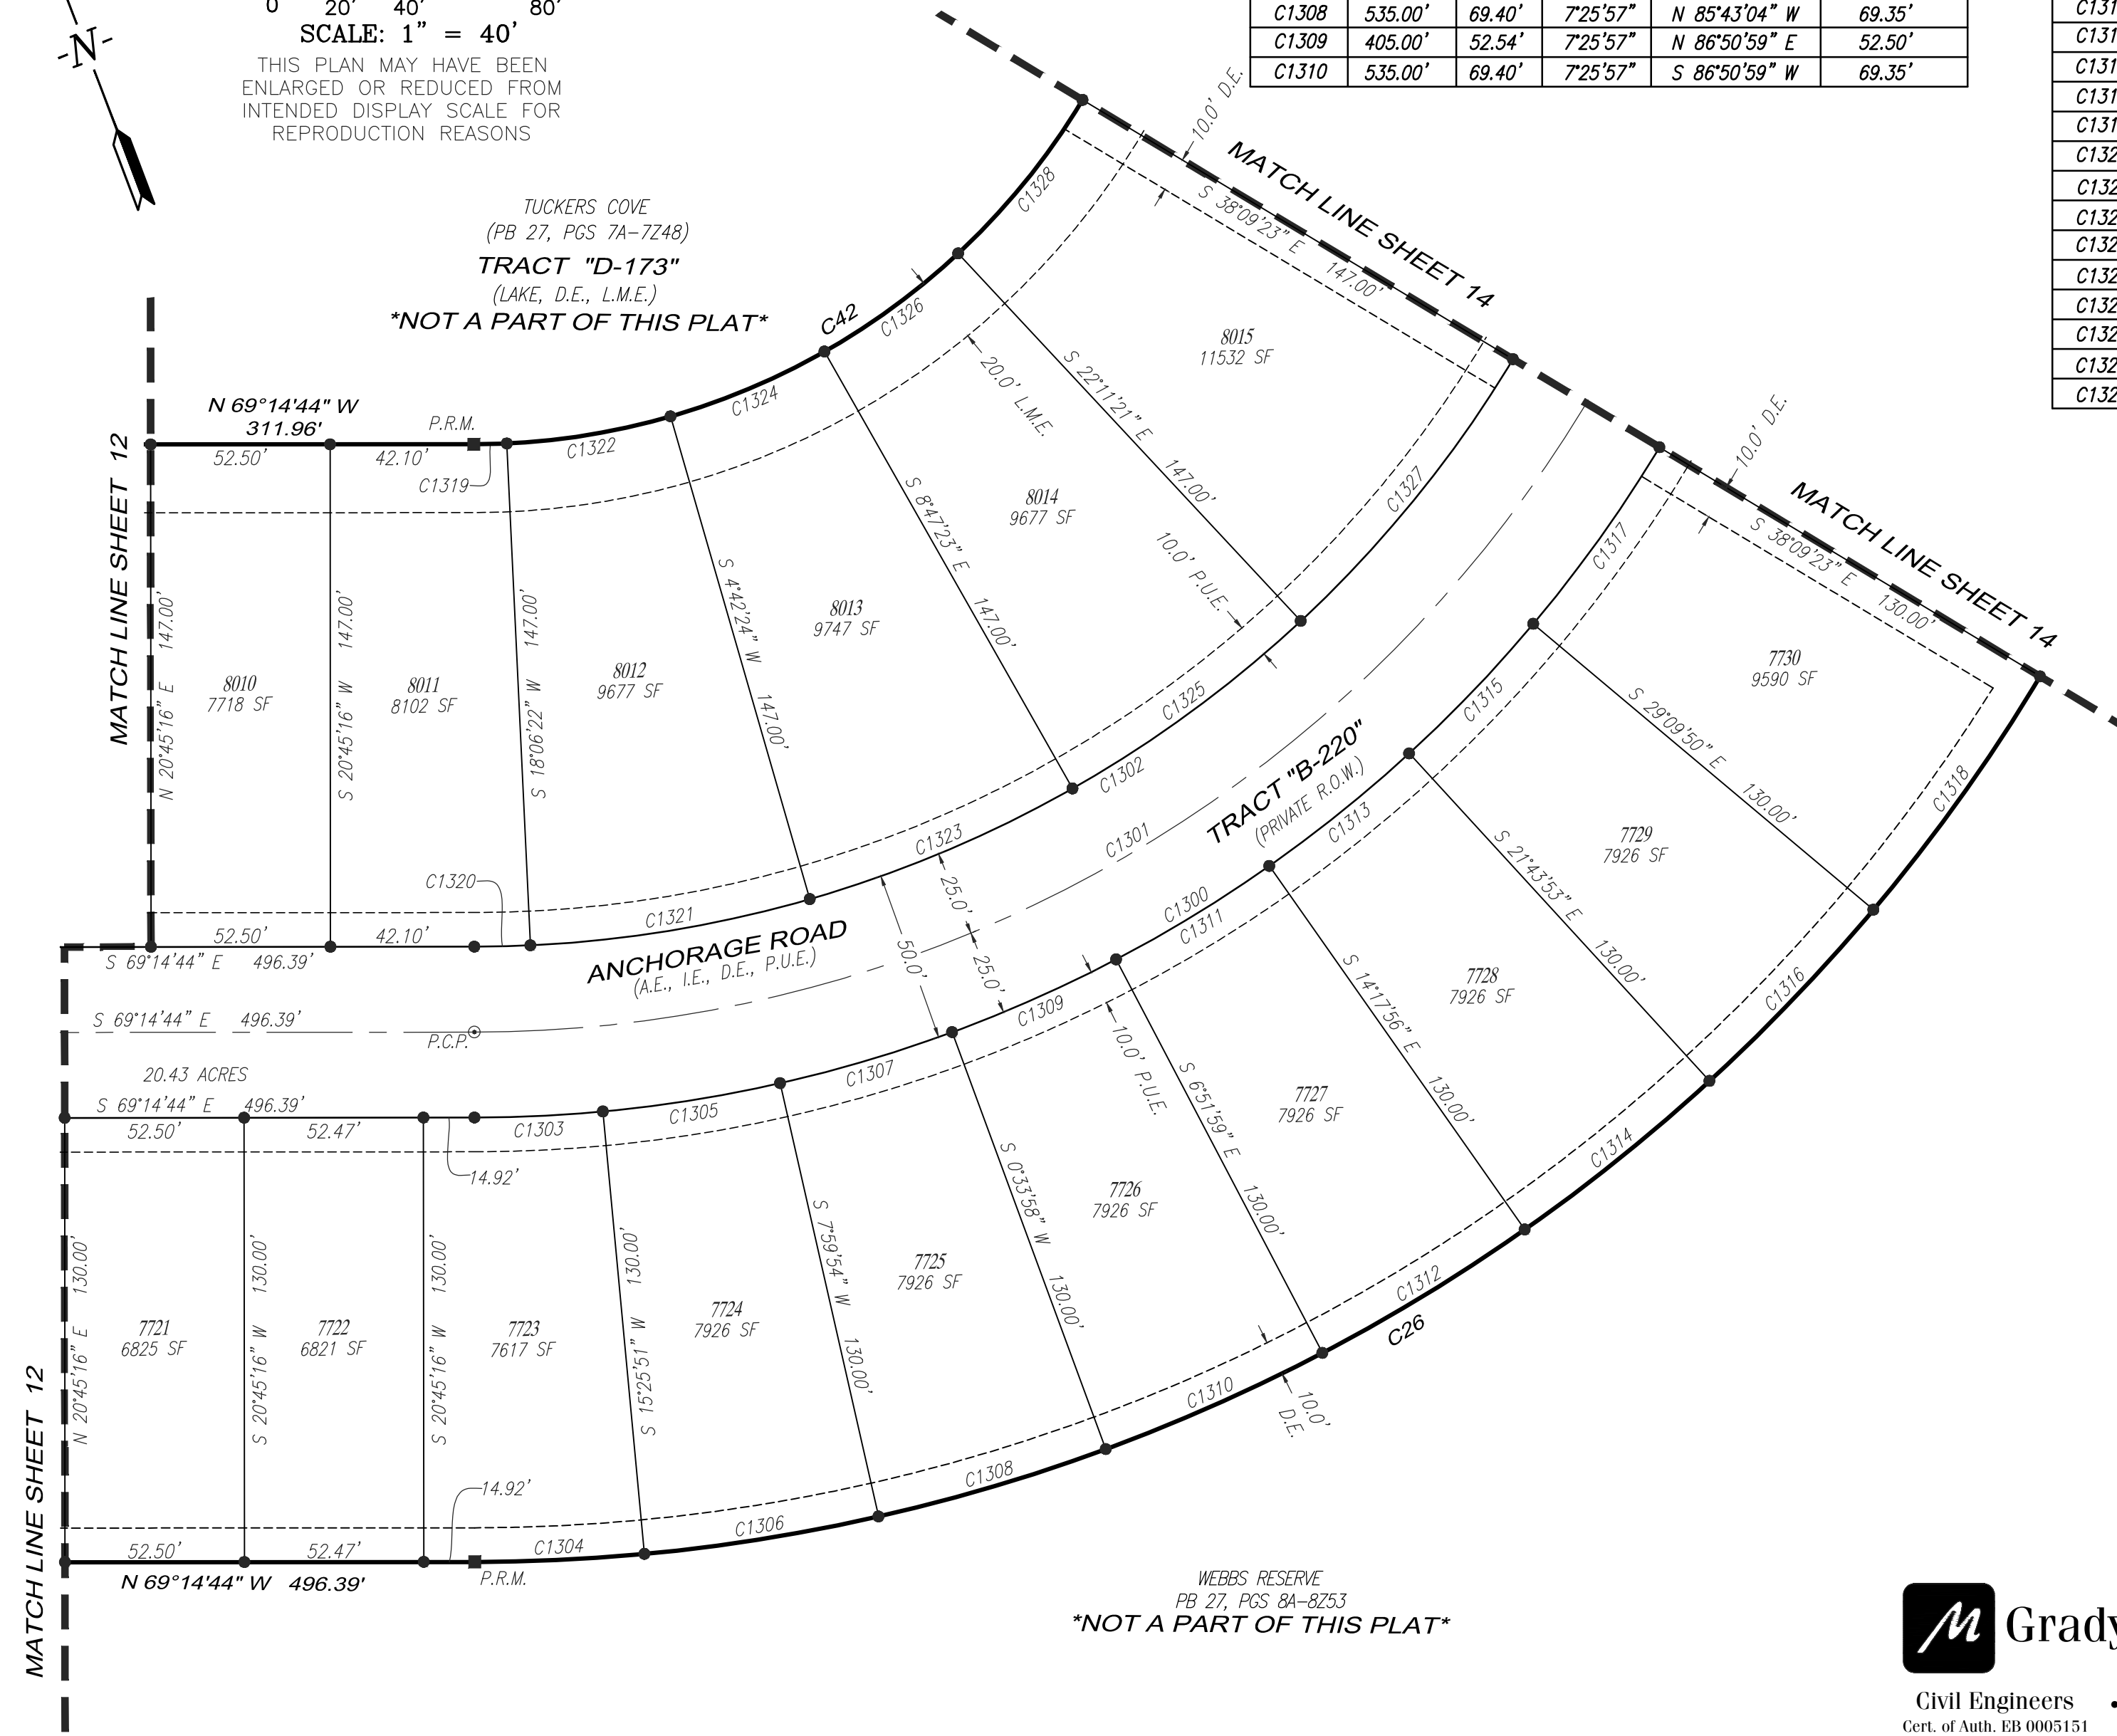 -N-
0 20' 40' 80'
SCALE: 1" = 40'
THIS PLAN MAY HAVE BEEN
ENLARGED OR REDUCED FROM
INTENDED DISPLAY SCALE FOR
REPRODUCTION REASONS
C1308 535.00' 69.40' 7°25'57" N 85°43'04" W 69.35'
C1309 405.00' 52.54' 7°25'57" N 86°50'59" E 52.50'
C1310 535.00' 69.40' 7°25'57" S 86°50'59" W 69.35'
C131
C131
C131
C131
C131
C132
C132
C132
C132
C132
C132
C132
C132
C132
TUCKERS COVE
(PB 27, PGS 7A-7Z48)
TRACT "D-173"
(LAKE, D.E., L.M.E.)
*NOT A PART OF THIS PLAT*
10.0' D.E.
MATCH LINE SHEET 14
S 38°09'23" E 147.00'
C1328
C1326
C42
C1324
C1322
N 69°14'44" W
311.96'
P.R.M.
52.50'
42.10'
C1319
MATCH LINE SHEET 12
N 20°45'16" E 147.00'
8010
7718 SF
S 20°45'16" W 147.00'
8011
8102 SF
S 18°06'22" W 147.00'
8012
9677 SF
S 4°42'24" W 147.00'
8013
9747 SF
S 8°47'23" E 147.00'
8014
9677 SF
20.0' L.M.E.
S 22°11'21" E 147.00'
8015
11532 SF
10.0' P.U.E.
C1327
C1325
C1302
C1323
C1321
C1320
52.50'
42.10'
S 69°14'44" E 496.39'
ANCHORAGE ROAD
(A.E., I.E., D.E., P.U.E.)
25.0'
50.0'
25.0'
C1301
TRACT "B-220"
(PRIVATE R.O.W.)
S 69°14'44" E 496.39'
P.C.P.
20.43 ACRES
S 69°14'44" E 496.39'
52.50'
52.47'
14.92'
C1303
C1305
C1307
C1309
C1300
C1311
C1313
C1315
C1317
10.0' D.E.
MATCH LINE SHEET 14
S 38°09'23" E 130.00'
7730
9590 SF
S 29°09'50" E 130.00'
C1318
7729
7926 SF
S 21°43'53" E 130.00'
C1316
7728
7926 SF
S 14°17'56" E 130.00'
C1314
7727
7926 SF
10.0' P.U.E.
S 6°51'59" E 130.00'
C1312
C26
7726
7926 SF
S 0°33'58" W 130.00'
C1310
10.0'
D.E.
7725
7926 SF
S 7°59'54" W 130.00'
C1308
7724
7926 SF
S 15°25'51" W 130.00'
C1306
7723
7617 SF
S 20°45'16" W 130.00'
7722
6821 SF
S 20°45'16" W 130.00'
7721
6825 SF
N 20°45'16" E 130.00'
MATCH LINE SHEET 12
14.92'
52.50'
52.47'
C1304
N 69°14'44" W 496.39'
P.R.M.
WEBBS RESERVE
PB 27, PGS 8A-8Z53
*NOT A PART OF THIS PLAT*
M Grady
Civil Engineers •
Cert. of Auth. EB 0005151